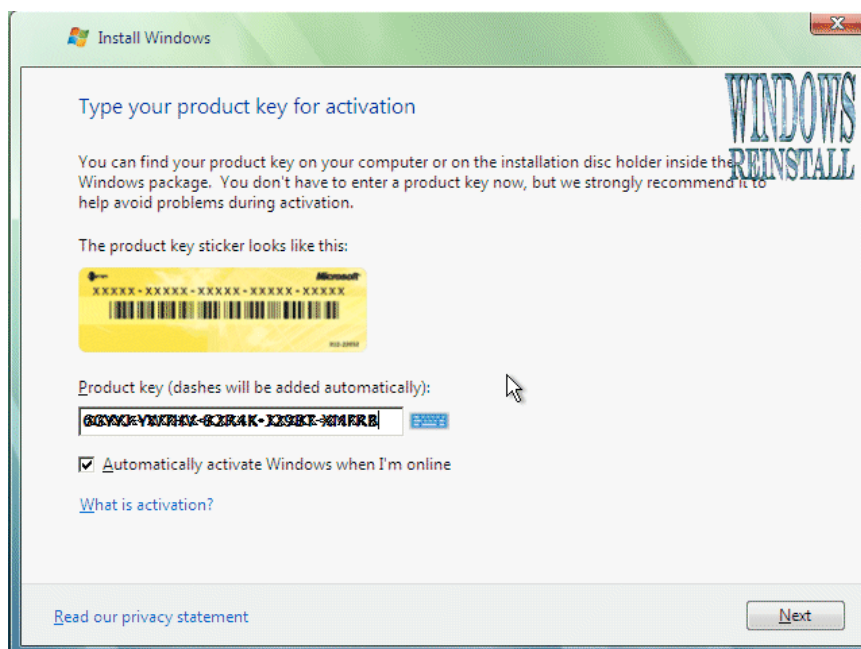 Install Windows
WINDOWS
REINSTALL
Type your product key for activation
You can find your product key on your computer or on the installation disc holder inside the
Windows package. You don't have to enter a product key now, but we strongly recommend it to
help avoid problems during activation.
The product key sticker looks like this:
Microsoft
XXXXX-XXXXX-XXXXX-XXXXX-XXXXX
Product key (dashes will be added automatically):
Automatically activate Windows when I'm online
What is activation?
Read our privacy statement
Next